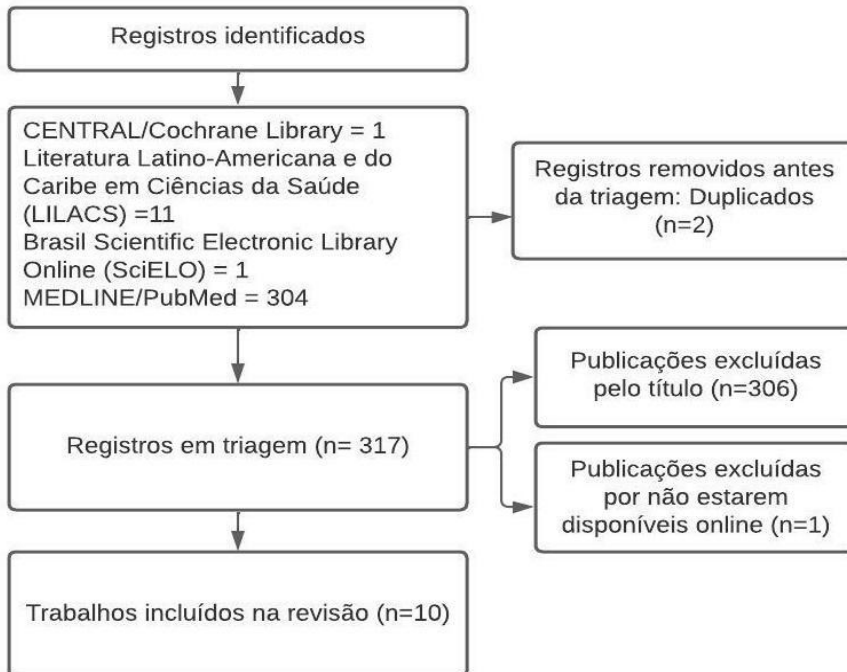 Registros identificados
CENTRAL/Cochrane Library = 1
Literatura Latino-Americana e do
Caribe em Ciências da Saúde
(LILACS) =11
Brasil Scientific Electronic Library
Online (SciELO) = 1
MEDLINE/PubMed = 304
Registros removidos antes
da triagem: Duplicados
(n=2)
Registros em triagem (n= 317)
Publicações excluídas
pelo título (n=306)
Publicações excluídas
por não estarem
disponíveis online (n=1)
Trabalhos incluídos na revisão (n=10)